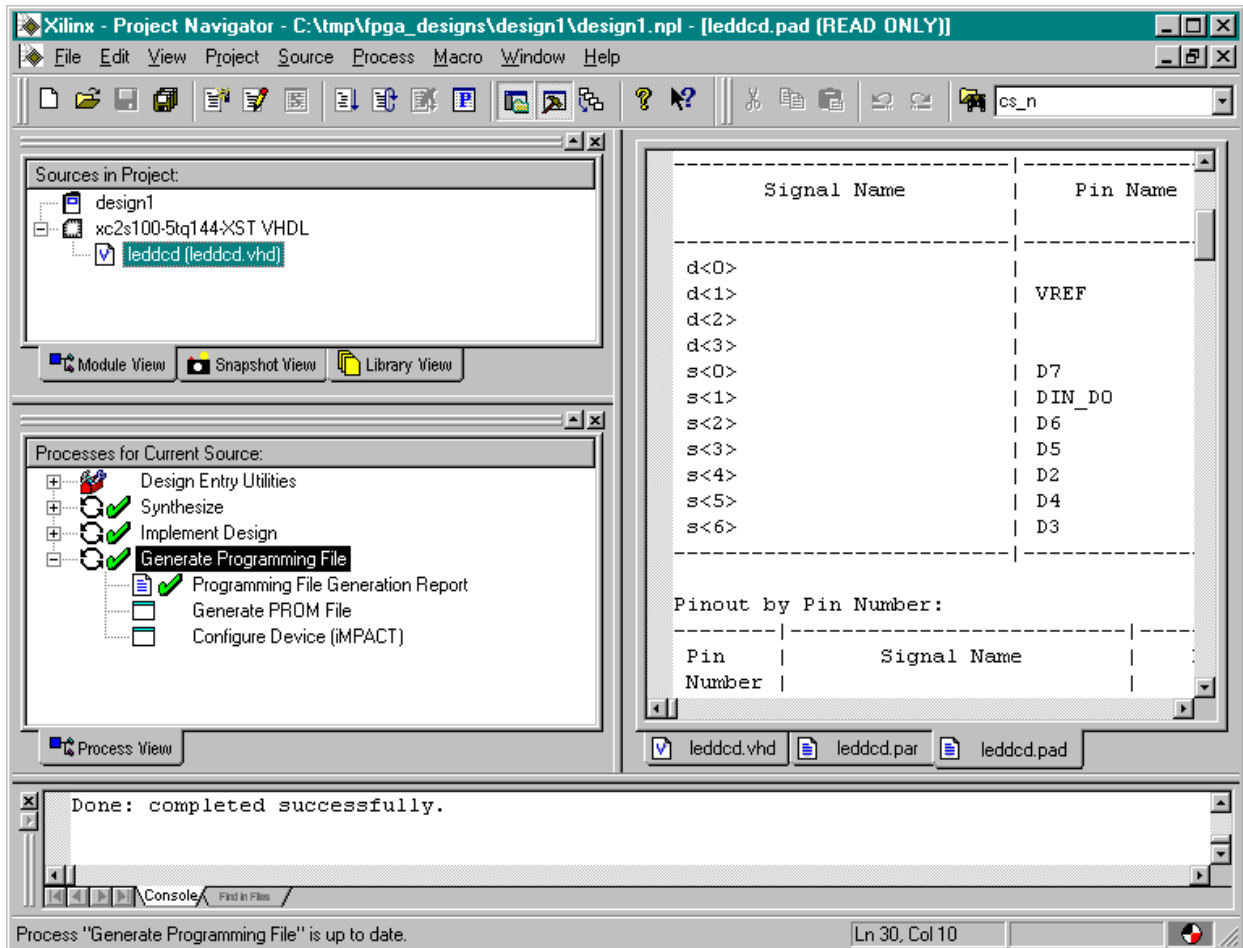 Xilinx - Project Navigator - C:\tmp\fpga_designs\design1\design1.npl - [leddcd.pad (READ ONLY)]
File Edit View Project Source Process Macro Window Help
cs_n
Sources in Project:
design1
xc2s100-5tq144-XST VHDL
leddcd (leddcd.vhd)
Module View Snapshot View Library View
Processes for Current Source:
Design Entry Utilities
Synthesize
Implement Design
Generate Programming File
Programming File Generation Report
Generate PROM File
Configure Device (iMPACT)
Process View
--------------------------|--------------
Signal Name | Pin Name
|
--------------------------|--------------
d<0> |
d<1> | VREF
d<2> |
d<3> |
s<0> | D7
s<1> | DIN_D0
s<2> | D6
s<3> | D5
s<4> | D2
s<5> | D4
s<6> | D3
--------------------------|--------------
Pinout by Pin Number:
--------|--------------------------|----
Pin | Signal Name |
Number | |
leddcd.vhd leddcd.par leddcd.pad
Done: completed successfully.
Console Find in Files
Process "Generate Programming File" is up to date.
Ln 30, Col 10